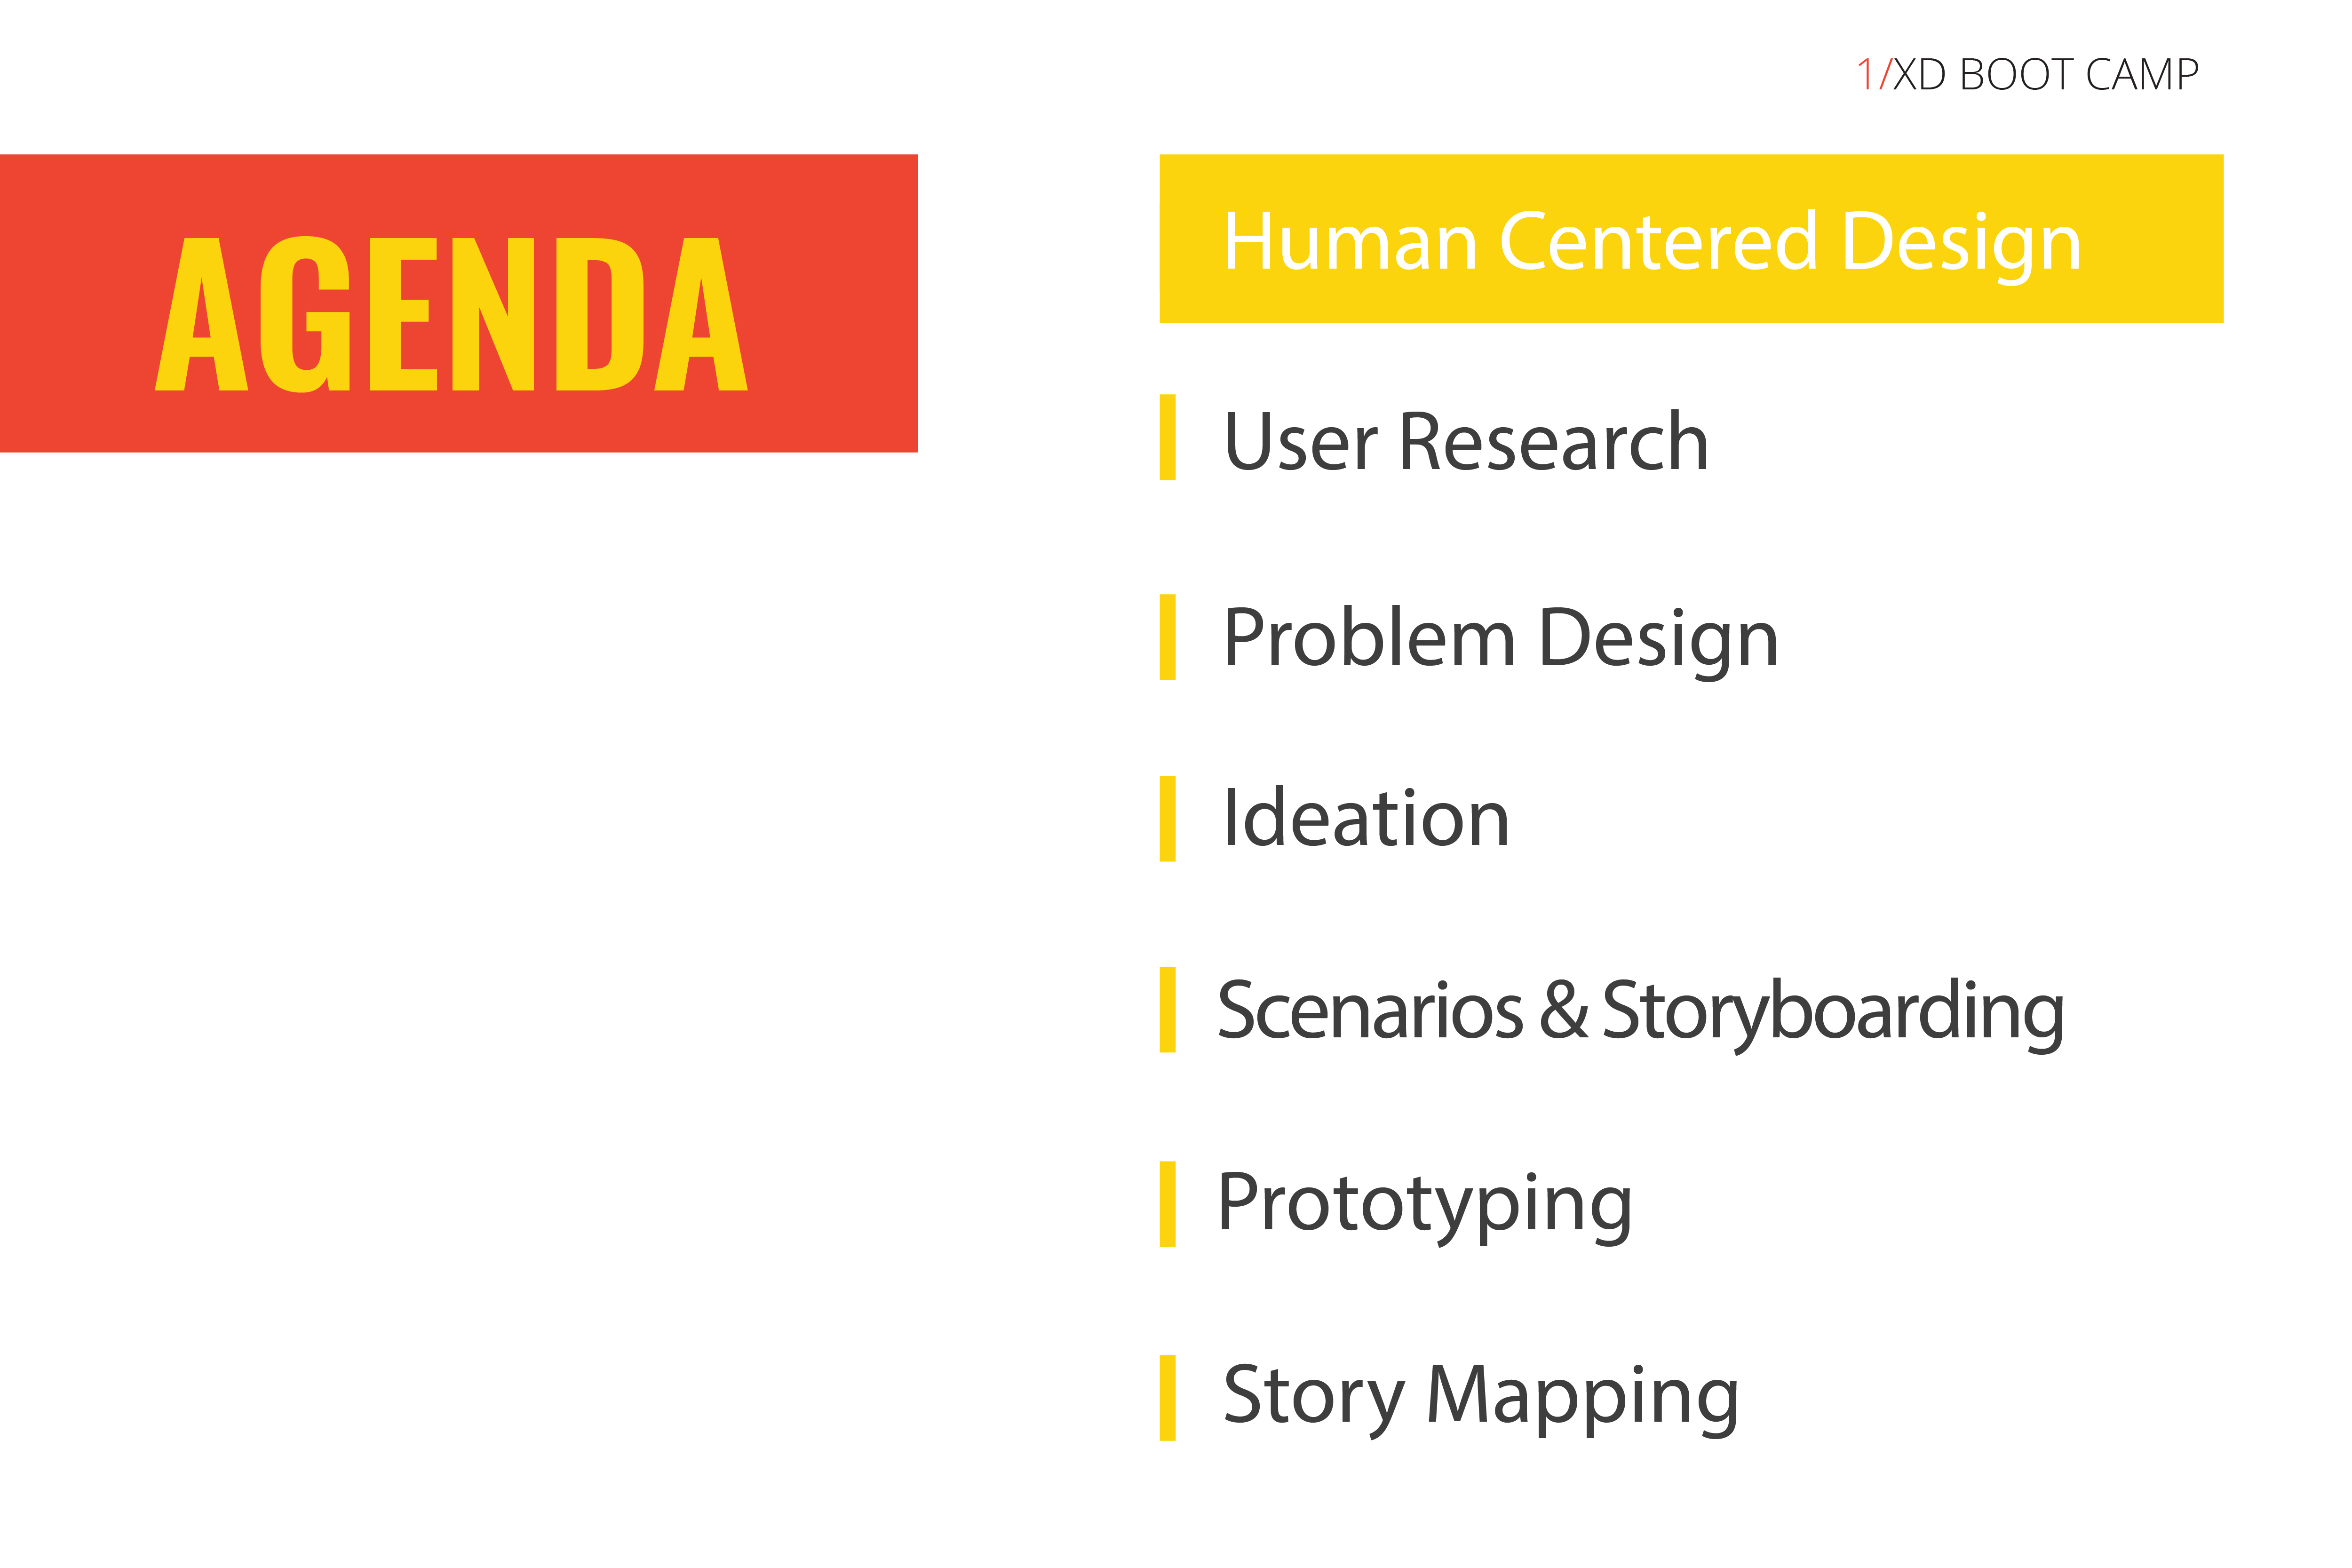 1/XD BOOT CAMP
AGENDA
Human Centered Design
User Research
Problem Design
Ideation
Scenarios & Storyboarding
Prototyping
Story Mapping